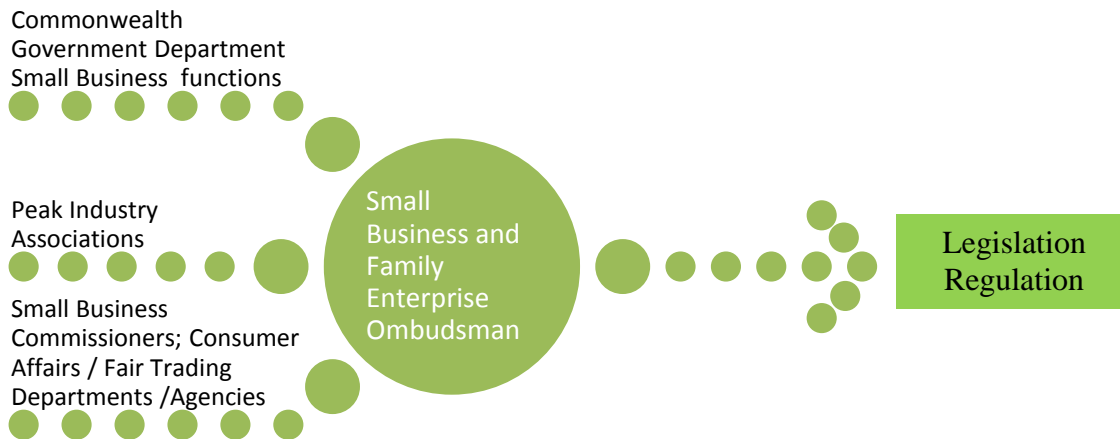 Commonwealth
Government Department
Small Business  functions
Peak Industry
Associations
Small Business
Commissioners; Consumer
Affairs / Fair Trading
Departments /Agencies
Small
Business and
Family
Enterprise
Ombudsman
Legislation
Regulation